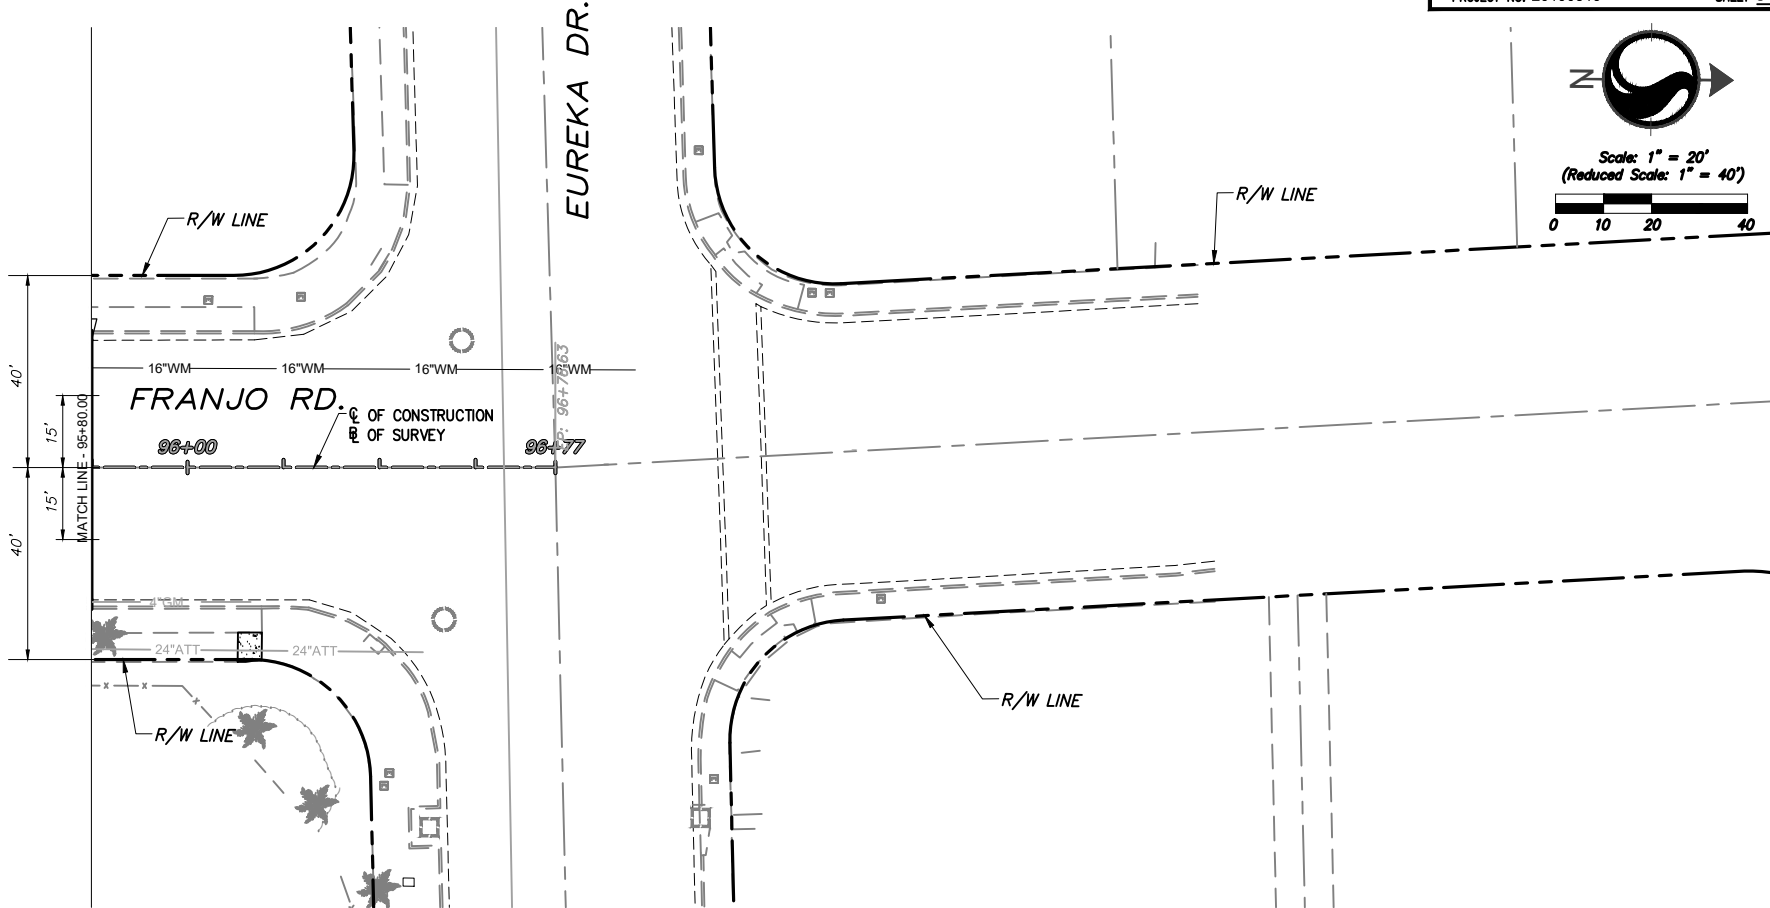 EUREKA DR.
N
Scale: 1" = 20'
(Reduced Scale: 1" = 40')
0 10 20 40
R/W LINE
R/W LINE
40'
15'
15'
40'
MATCH LINE - 95+80.00
16"WM
16"WM
16"WM
16"WM
FRANJO RD.
℄ OF CONSTRUCTION
OF SURVEY
96+00
96+77
4"GM
24"ATT
24"ATT
x
x
x
R/W LINE
R/W LINE